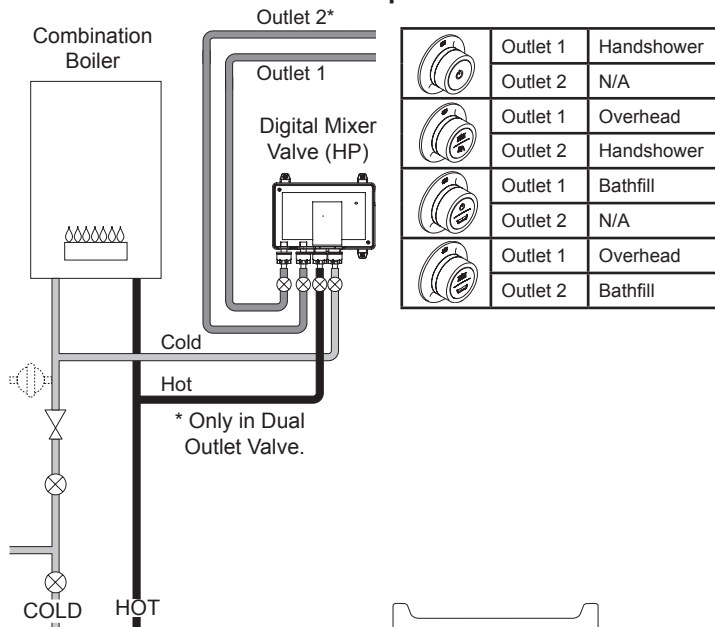 Outlet 2*
Combination
Boiler
Outlet 1
Digital Mixer
Valve (HP)
Outlet 1 Handshower
Outlet 2 N/A
Outlet 1 Overhead
Outlet 2 Handshower
Outlet 1 Bathfill
Outlet 2 N/A
Outlet 1 Overhead
Outlet 2 Bathfill
Cold
Hot
* Only in Dual
Outlet Valve.
COLD HOT